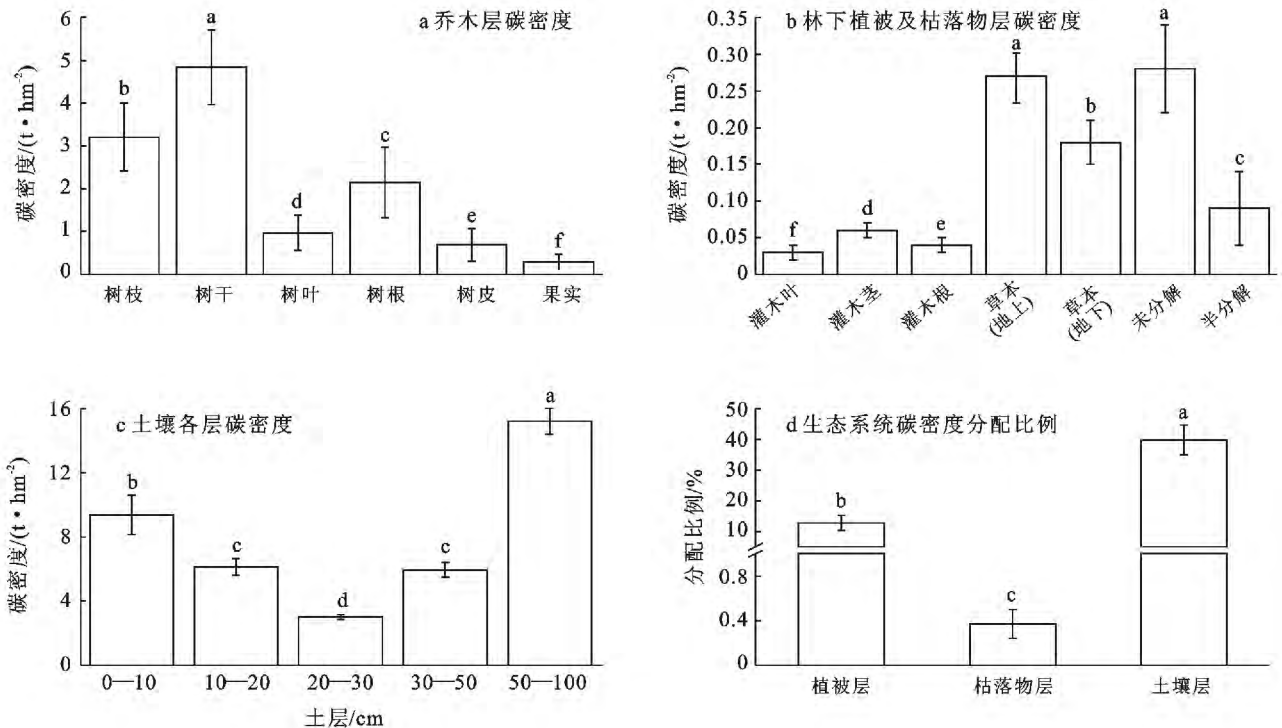 a 乔木层碳密度
碳密度/(t·hm⁻²)
6
5
4
3
2
1
0
b
a
d
c
e
f
树枝 树干 树叶 树根 树皮 果实
b 林下植被及枯落物层碳密度
碳密度/(t·hm⁻²)
0.35
0.30
0.25
0.20
0.15
0.10
0.05
0
f
d
e
a
b
a
c
灌木叶
灌木茎
灌木根
草本
(地上)
草本
(地下)
未分解
半分解
c 土壤各层碳密度
碳密度/(t·hm⁻²)
16
12
8
4
0
b
c
d
c
a
0—10 10—20 20—30 30—50 50—100
土层/cm
d 生态系统碳密度分配比例
分配比例/%
50
40
30
20
10
0.8
0.4
0
b
c
a
植被层 枯落物层 土壤层